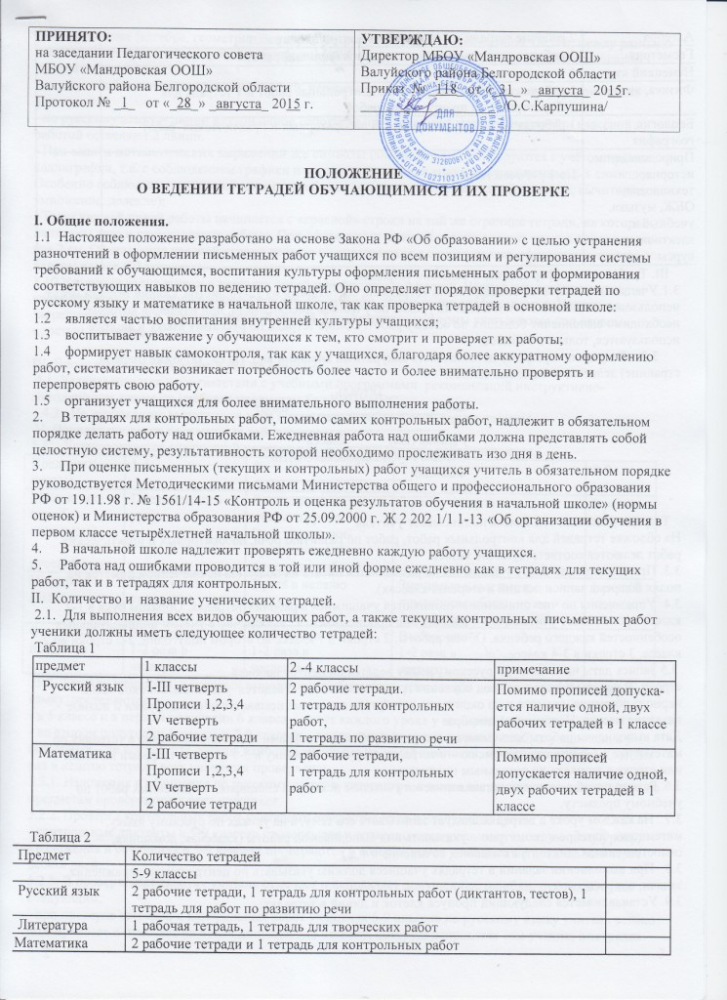 ПРИНЯТО:
на заседании Педагогического совета
МБОУ «Мандровская ООШ»
Валуйского района Белгородской области
Протокол № _1_ от «_28_» _августа_ 2015 г.
УТВЕРЖДАЮ:
Директор МБОУ «Мандровская ООШ»
Валуйского района Белгородской области
Приказ № 118 от « 31 » августа 2015г.
/О.С.Карпушина/
ДЛЯ
ДОКУМЕНТОВ
ПОЛОЖЕНИЕ
О ВЕДЕНИИ ТЕТРАДЕЙ ОБУЧАЮЩИМИСЯ И ИХ ПРОВЕРКЕ
I. Общие положения.
1.1 Настоящее положение разработано на основе Закона РФ «Об образовании» с целью устранения
разночтений в оформлении письменных работ учащихся по всем позициям и регулирования системы
требований к обучающимся, воспитания культуры оформления письменных работ и формирования
соответствующих навыков по ведению тетрадей. Оно определяет порядок проверки тетрадей по
русскому языку и математике в начальной школе, так как проверка тетрадей в основной школе:
1.2 является частью воспитания внутренней культуры учащихся;
1.3 воспитывает уважение у обучающихся к тем, кто смотрит и проверяет их работы;
1.4 формирует навык самоконтроля, так как у учащихся, благодаря более аккуратному оформлению
работ, систематически возникает потребность более часто и более внимательно проверять и
перепроверять свою работу.
1.5 организует учащихся для более внимательного выполнения работы.
2. В тетрадях для контрольных работ, помимо самих контрольных работ, надлежит в обязательном
порядке делать работу над ошибками. Ежедневная работа над ошибками должна представлять собой
целостную систему, результативность которой необходимо прослеживать изо дня в день.
3. При оценке письменных (текущих и контрольных) работ учащихся учитель в обязательном порядке
руководствуется Методическими письмами Министерства общего и профессионального образования
РФ от 19.11.98 г. № 1561/14-15 «Контроль и оценка результатов обучения в начальной школе» (нормы
оценок) и Министерства образования РФ от 25.09.2000 г. Ж 2 202 1/1 1-13 «Об организации обучения в
первом классе четырёхлетней начальной школы».
4. В начальной школе надлежит проверять ежедневно каждую работу учащихся.
5. Работа над ошибками проводится в той или иной форме ежедневно как в тетрадях для текущих
работ, так и в тетрадях для контрольных.
II. Количество и название ученических тетрадей.
2.1. Для выполнения всех видов обучающих работ, а также текущих контрольных письменных работ
ученики должны иметь следующее количество тетрадей:
Таблица 1
предмет 1 классы 2 -4 классы примечание
Русский язык I-III четверть 2 рабочие тетради. Помимо прописей допуска-
Прописи 1,2,3,4 1 тетрадь для контрольных ется наличие одной, двух
IV четверть работ, рабочих тетрадей в 1 классе
2 рабочие тетради 1 тетрадь по развитию речи
Математика I-III четверть 2 рабочие тетради, Помимо прописей
Прописи 1,2,3,4 1 тетрадь для контрольных допускается наличие одной,
IV четверть работ двух рабочих тетрадей в 1
2 рабочие тетради классе
Таблица 2
Предмет Количество тетрадей
5-9 классы
Русский язык 2 рабочие тетради, 1 тетрадь для контрольных работ (диктантов, тестов), 1
тетрадь для работ по развитию речи
Литература 1 рабочая тетрадь, 1 тетрадь для творческих работ
Математика 2 рабочие тетради и 1 тетрадь для контрольных работ